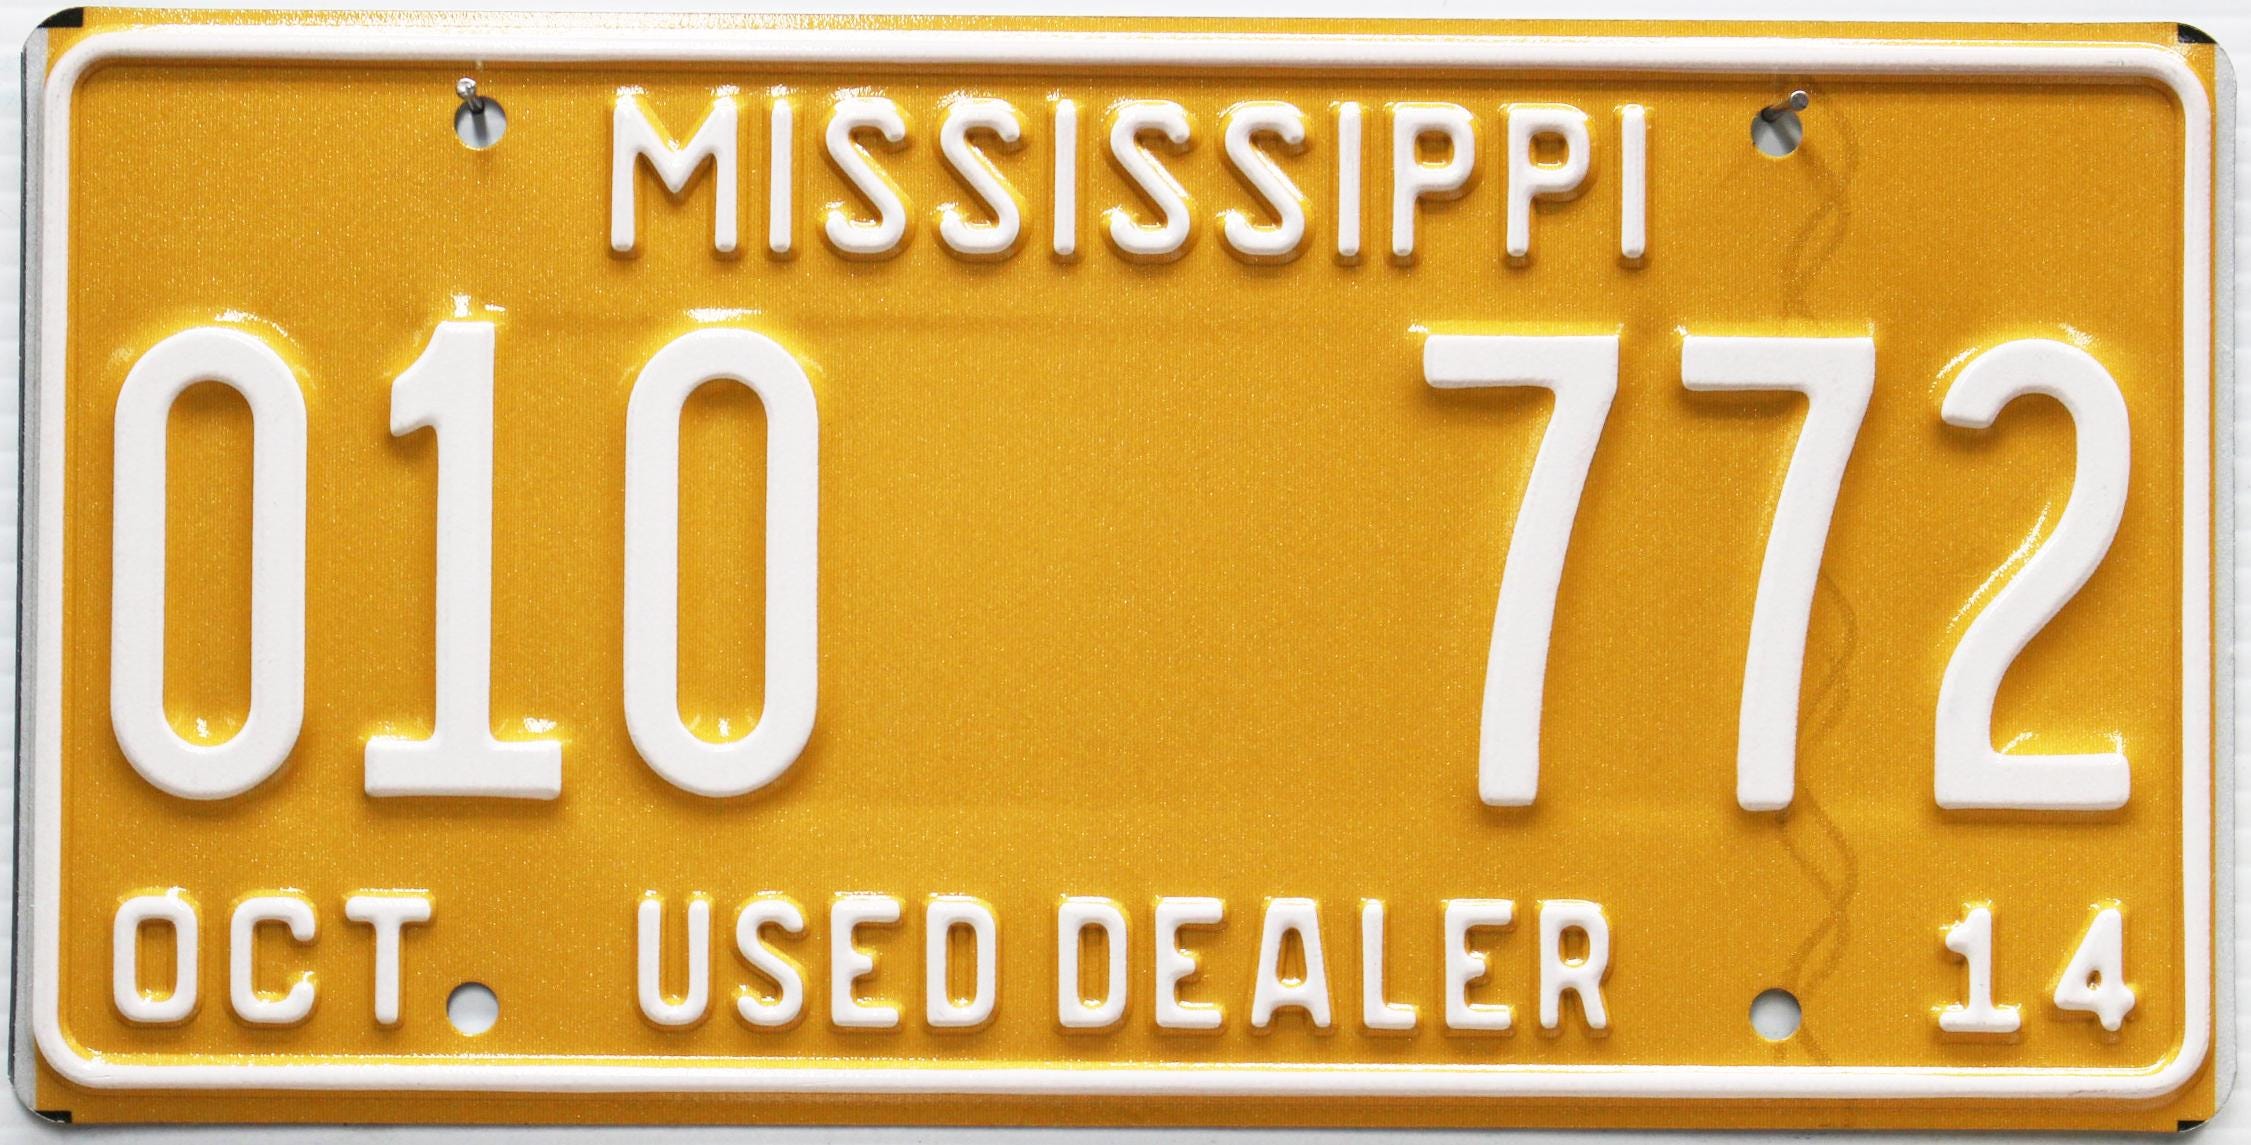 MISSISSIPPI
010 772
OCT USED DEALER 14